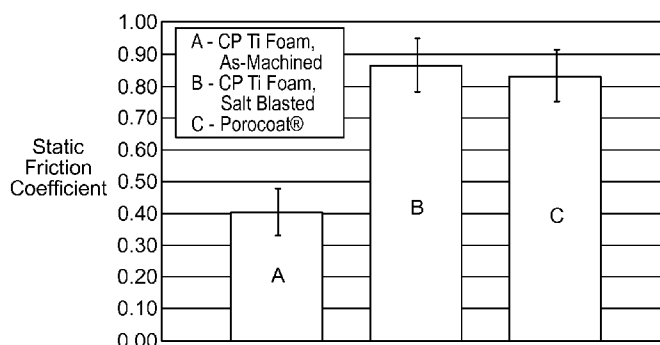 1.00
0.90
0.80
0.70
0.60
0.50
0.40
0.30
0.20
0.10
0.00
Static
Friction
Coefficient
A - CP Ti Foam,
As-Machined
B - CP Ti Foam,
Salt Blasted
C - Porocoat®
A
B
C